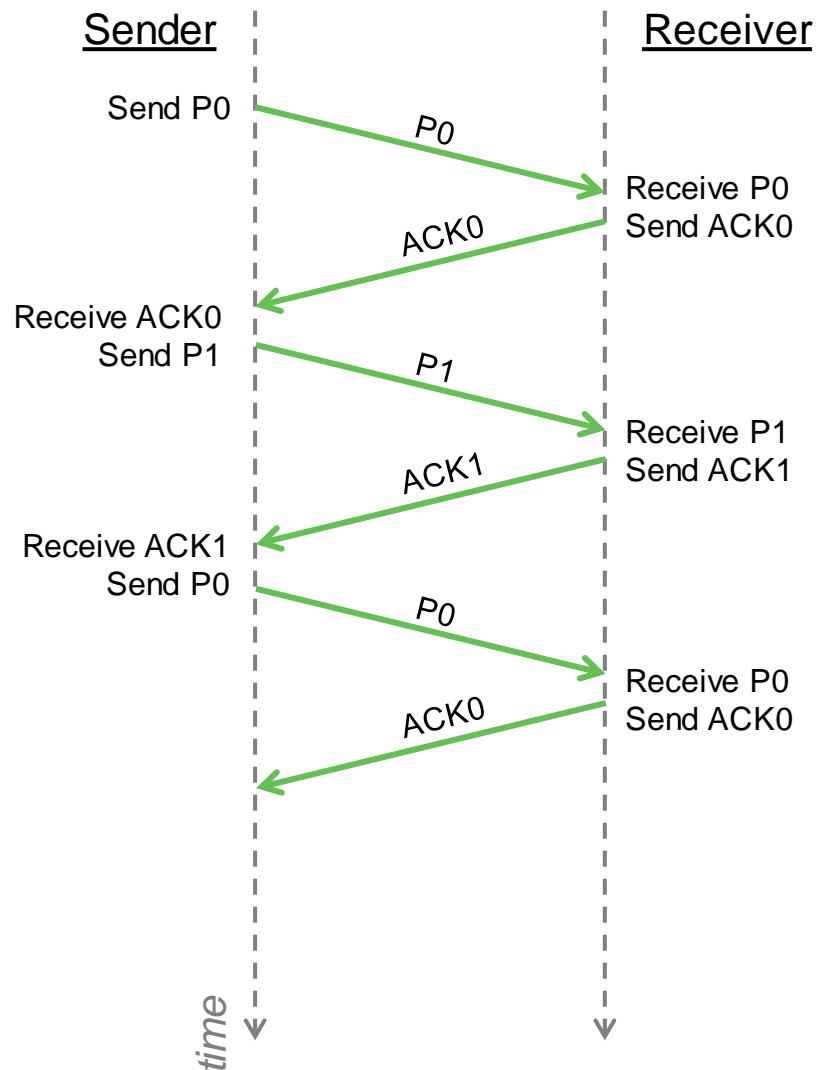 Sender
Receiver
Send P0
P0
Receive P0
Send ACK0
ACK0
Receive ACK0
Send P1
P1
Receive P1
Send ACK1
ACK1
Receive ACK1
Send P0
P0
Receive P0
Send ACK0
ACK0
time